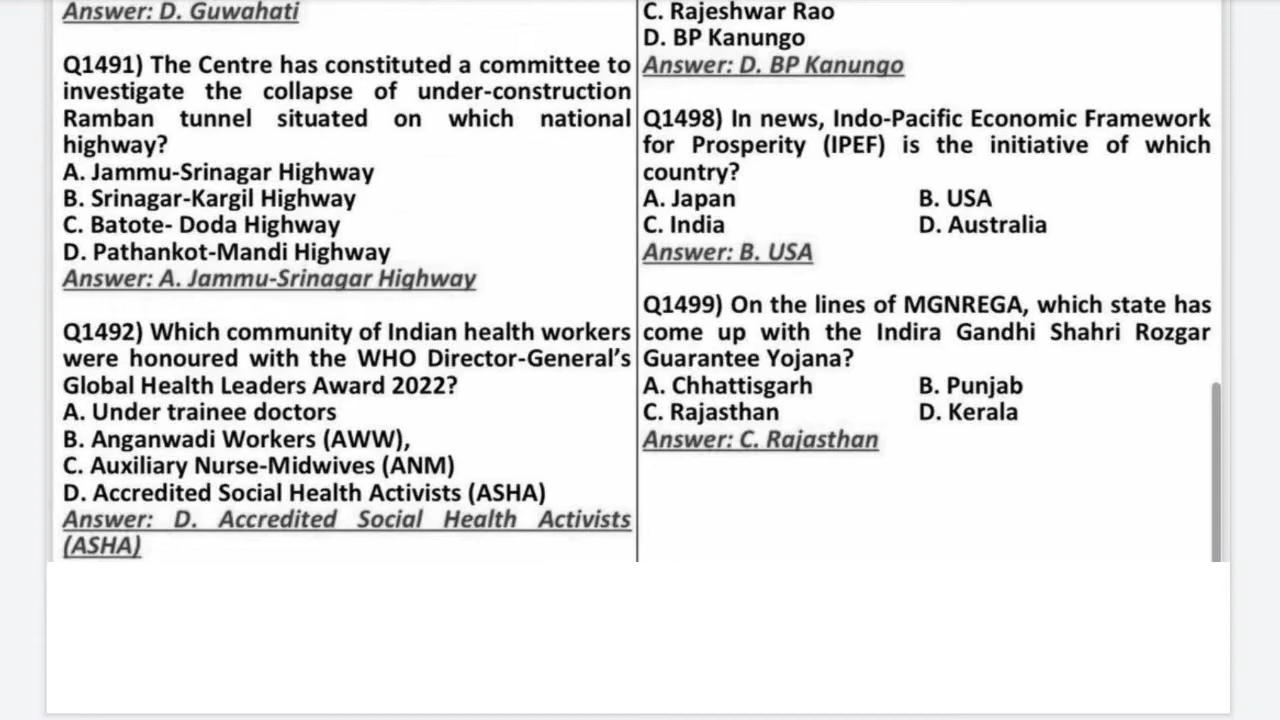 Answer: D. Guwahati
Q1491) The Centre has constituted a committee to
investigate the collapse of under-construction
Ramban tunnel situated on which national
highway?
A. Jammu-Srinagar Highway
B. Srinagar-Kargil Highway
C. Batote- Doda Highway
D. Pathankot-Mandi Highway
Answer: A. Jammu-Srinagar Highway
Q1492) Which community of Indian health workers
were honoured with the WHO Director-General’s
Global Health Leaders Award 2022?
A. Under trainee doctors
B. Anganwadi Workers (AWW),
C. Auxiliary Nurse-Midwives (ANM)
D. Accredited Social Health Activists (ASHA)
Answer: D. Accredited Social Health Activists
(ASHA)
C. Rajeshwar Rao
D. BP Kanungo
Answer: D. BP Kanungo
Q1498) In news, Indo-Pacific Economic Framework
for Prosperity (IPEF) is the initiative of which
country?
A. Japan B. USA
C. India D. Australia
Answer: B. USA
Q1499) On the lines of MGNREGA, which state has
come up with the Indira Gandhi Shahri Rozgar
Guarantee Yojana?
A. Chhattisgarh B. Punjab
C. Rajasthan D. Kerala
Answer: C. Rajasthan